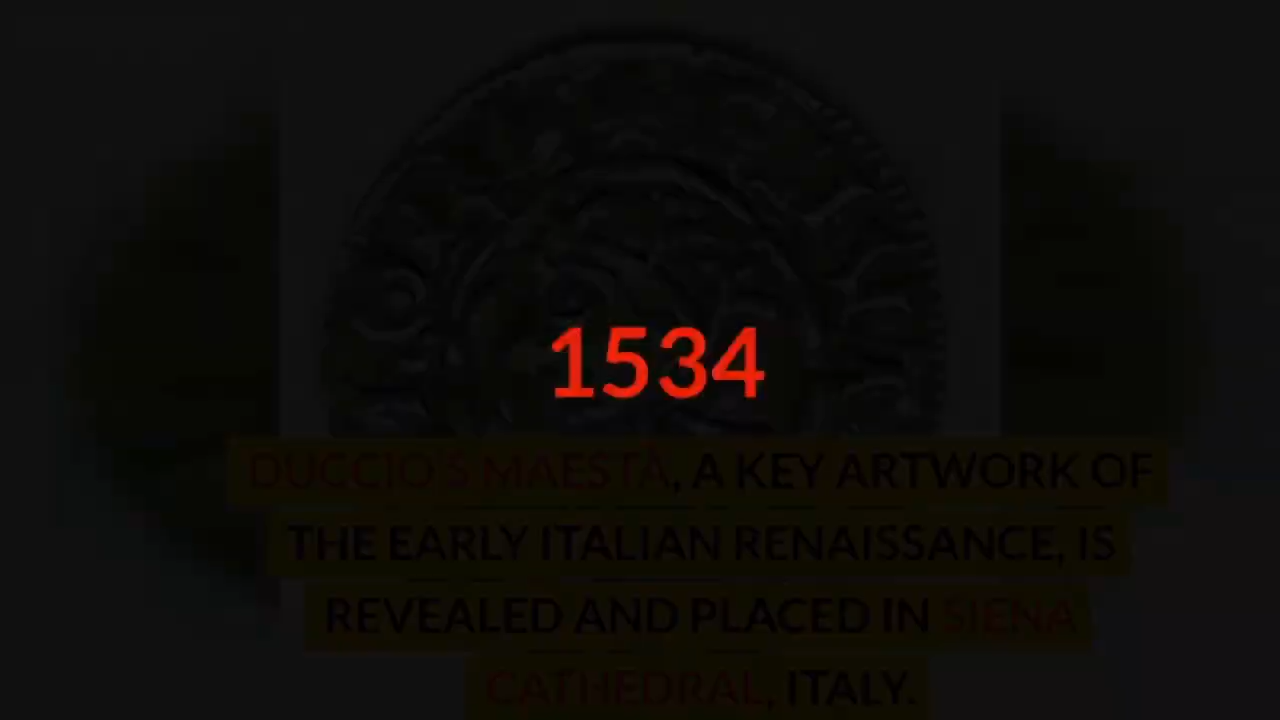 1534
DUCCIO'S MAESTÀ, A KEY ARTWORK OF
THE EARLY ITALIAN RENAISSANCE, IS
REVEALED AND PLACED IN SIENA
CATHEDRAL, ITALY.